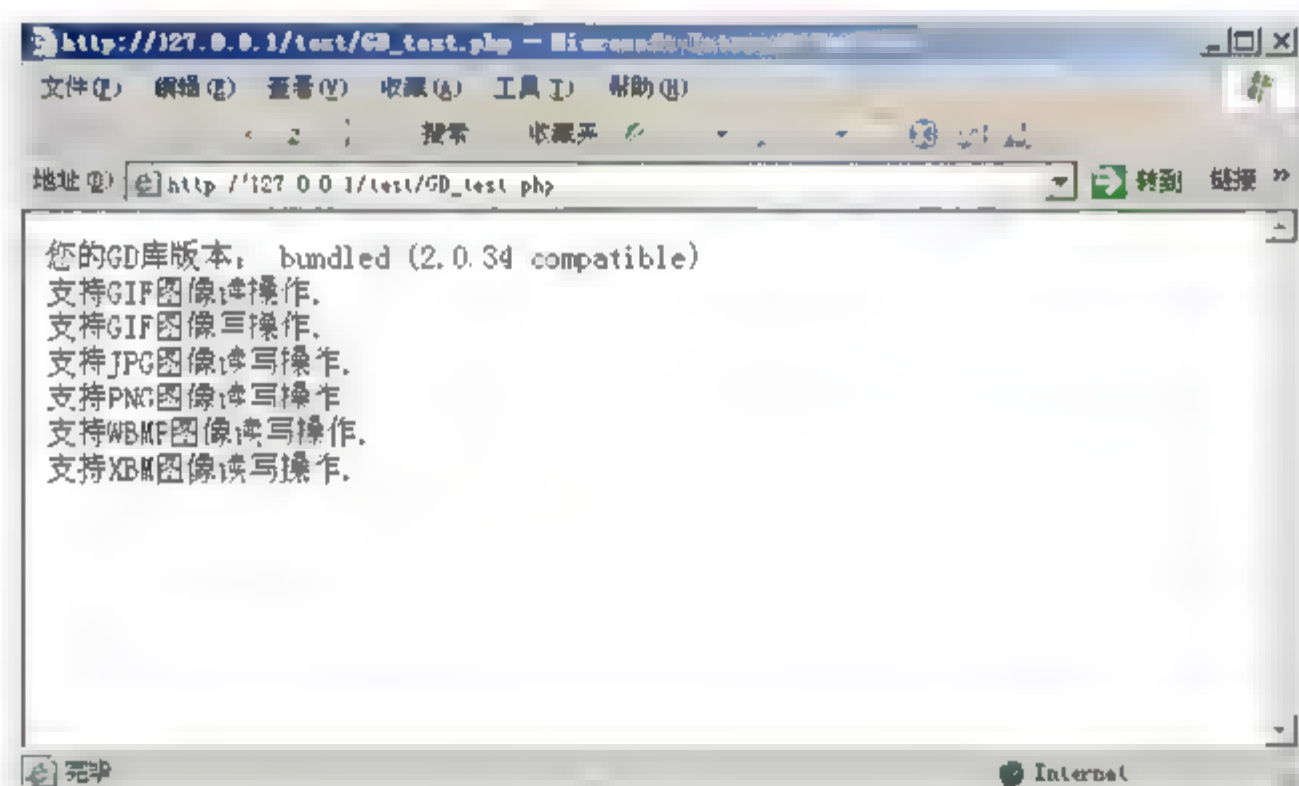 http://127.0.0.1/test/GD_test.php - Microsoft
文件(F) 编辑(E) 查看(V) 收藏(A) 工具(T) 帮助(H)
搜索 收藏夹
地址(D) http //127 0 0 1/test/GD_test php 转到 链接 »
您的GD库版本： bundled (2.0.34 compatible)
支持GIF图像读操作.
支持GIF图像写操作.
支持JPG图像读写操作.
支持PNG图像读写操作
支持WBMP图像读写操作.
支持XBM图像读写操作.
完毕 Internet